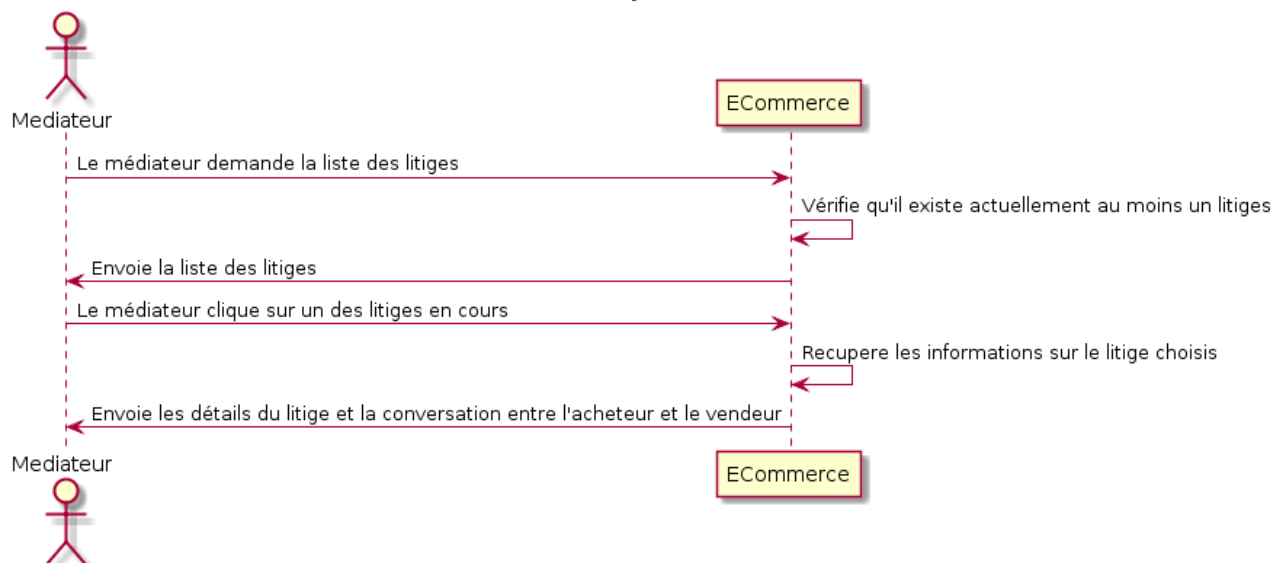 Mediateur
ECommerce
Le médiateur demande la liste des litiges
Vérifie qu'il existe actuellement au moins un litiges
Envoie la liste des litiges
Le médiateur clique sur un des litiges en cours
Recupere les informations sur le litige choisis
Envoie les détails du litige et la conversation entre l'acheteur et le vendeur
Mediateur
ECommerce